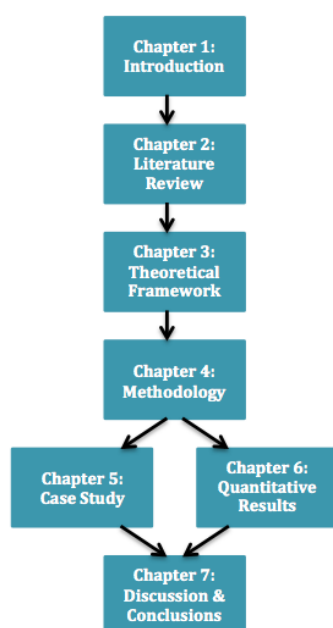 Chapter 1:
Introduction
Chapter 2:
Literature
Review
Chapter 3:
Theoretical
Framework
Chapter 4:
Methodology
Chapter 5:
Case Study
Chapter 6:
Quantitative
Results
Chapter 7:
Discussion &
Conclusions